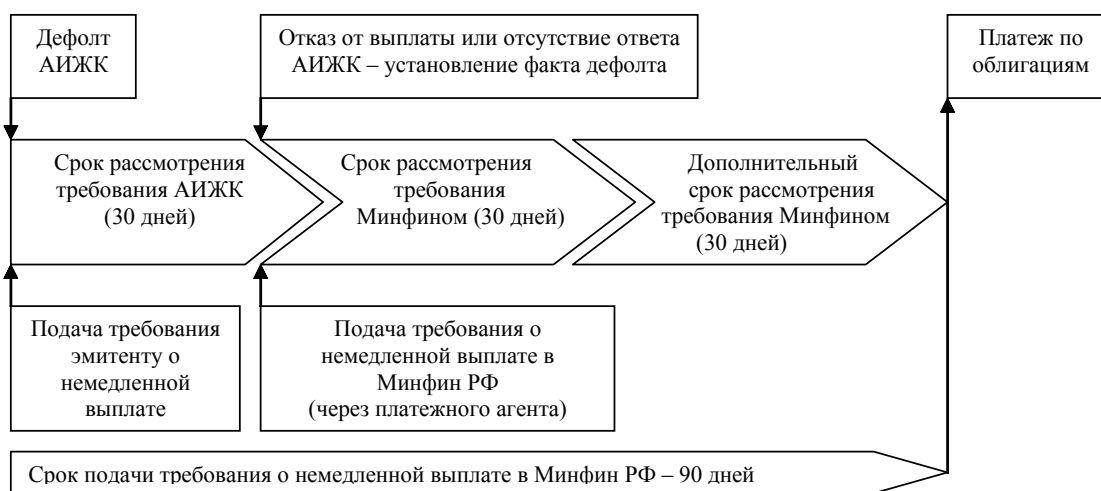 Дефолт
АИЖК
Отказ от выплаты или отсутствие ответа
АИЖК – установление факта дефолта
Платеж по
облигациям
Срок рассмотрения
требования АИЖК
(30 дней)
Срок рассмотрения
требования
Минфином (30 дней)
Дополнительный
срок рассмотрения
требования Минфином
(30 дней)
Подача требования
эмитенту о
немедленной
выплате
Подача требования о
немедленной выплате в
Минфин РФ
(через платежного агента)
Срок подачи требования о немедленной выплате в Минфин РФ – 90 дней